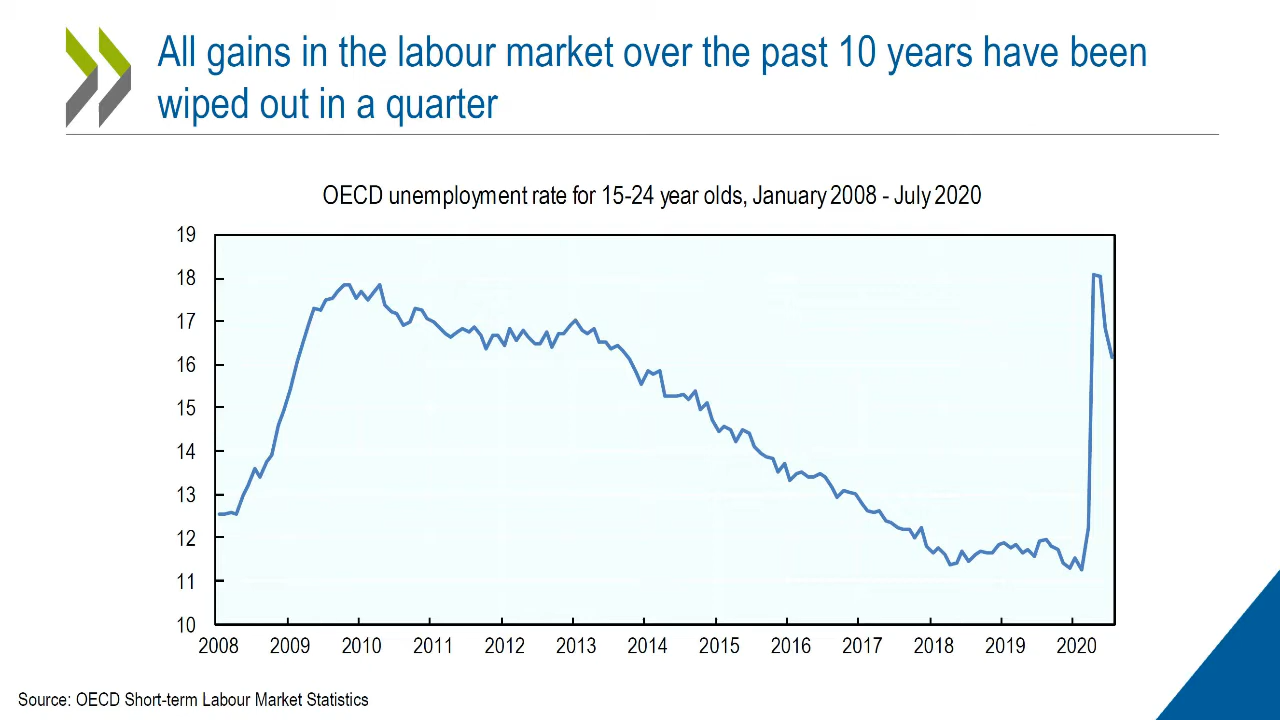 All gains in the labour market over the past 10 years have been
wiped out in a quarter
OECD unemployment rate for 15-24 year olds, January 2008 - July 2020
19
18
17
16
15
14
13
12
11
10
2008 2009 2010 2011 2012 2013 2014 2015 2016 2017 2018 2019 2020
Source: OECD Short-term Labour Market Statistics